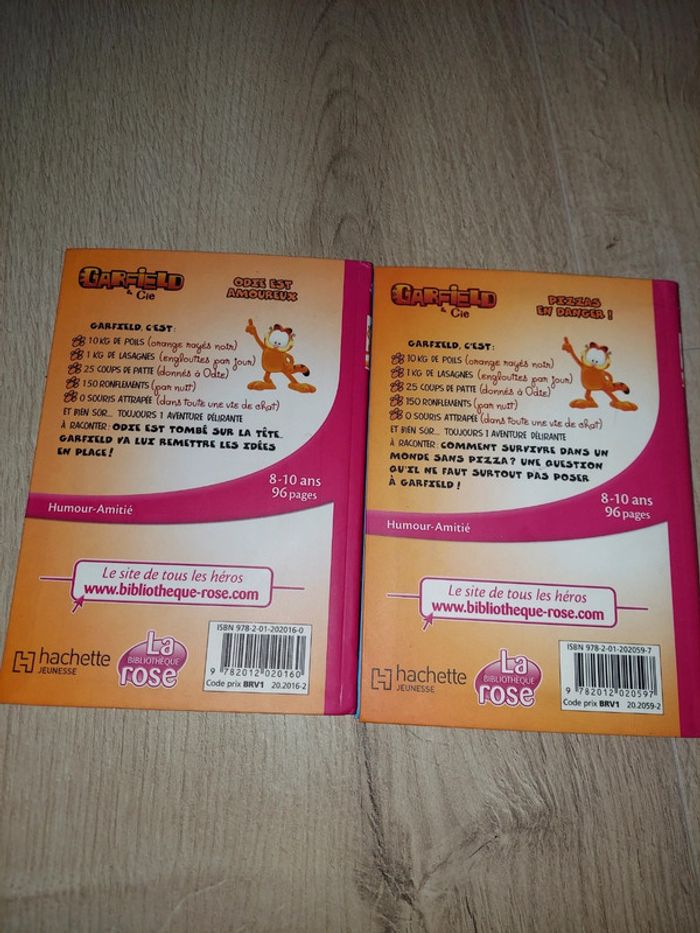 GARFIELD
& Cie
ODIE EST
AMOUREUX
GARFIELD, C'EST :
10 KG DE POILS (orange rayés noir)
1 KG DE LASAGNES (englouties par jour)
25 COUPS DE PATTE (donnés à Odie)
150 RONFLEMENTS (par nuit)
0 SOURIS ATTRAPÉE (dans toute une vie de chat)
ET BIEN SÛR... TOUJOURS 1 AVENTURE DÉLIRANTE
À RACONTER : ODIE EST TOMBÉ SUR LA TÊTE...
GARFIELD VA LUI REMETTRE LES IDÉES
EN PLACE !
8-10 ans
96 pages
Humour-Amitié
Le site de tous les héros
www.bibliotheque-rose.com
hachette
JEUNESSE
La
BIBLIOTHÈQUE
rose
ISBN 978-2-01-202016-0
9 782012 020160
Code prix BRV1 20.2016-2
GARFIELD
& Cie
PIZZAS
EN DANGER !
GARFIELD, C'EST :
10 KG DE POILS (orange rayés noir)
1 KG DE LASAGNES (englouties par jour)
25 COUPS DE PATTE (donnés à Odie)
150 RONFLEMENTS (par nuit)
0 SOURIS ATTRAPÉE (dans toute une vie de chat)
ET BIEN SÛR... TOUJOURS 1 AVENTURE DÉLIRANTE
À RACONTER : COMMENT SURVIVRE DANS UN
MONDE SANS PIZZA ? UNE QUESTION
QU'IL NE FAUT SURTOUT PAS POSER
À GARFIELD !
8-10 ans
96 pages
Humour-Amitié
Le site de tous les héros
www.bibliotheque-rose.com
hachette
JEUNESSE
La
BIBLIOTHÈQUE
rose
ISBN 978-2-01-202059-7
9 782012 020597
Code prix BRV1 20.2059-2